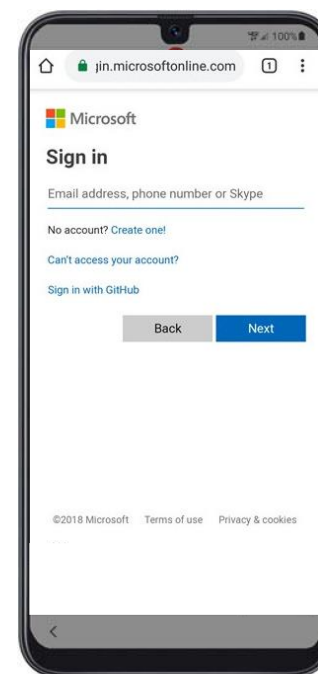 100%
jin.microsoftonline.com 1
Microsoft
Sign in
Email address, phone number or Skype
No account? Create one!
Can't access your account?
Sign in with GitHub
Back Next
©2018 Microsoft Terms of use Privacy & cookies